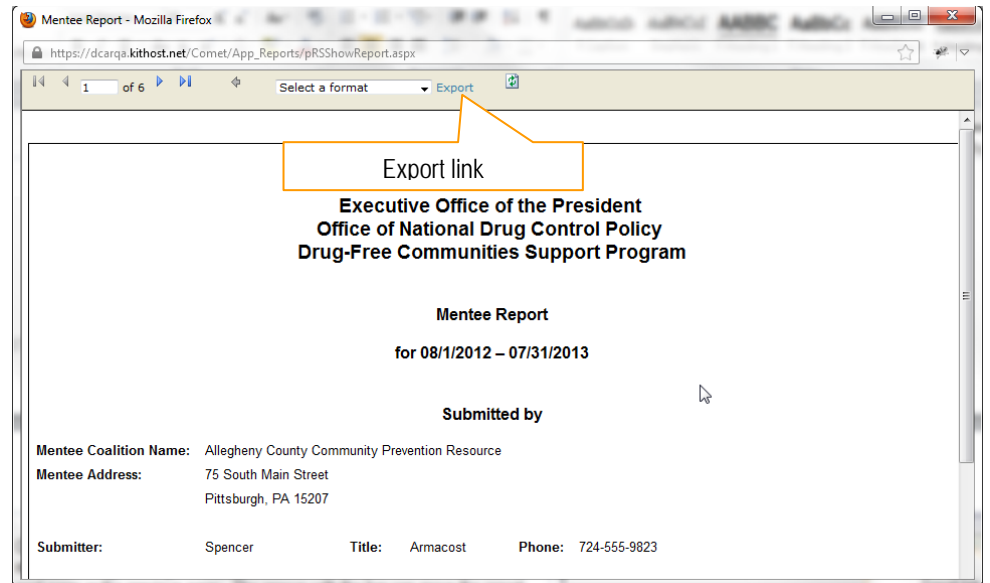 Mentee Report - Mozilla Firefox
https://dcarqa.kithost.net/Comet/App_Reports/pRSShowReport.aspx
1 of 6 Select a format Export
Export link
Executive Office of the President
Office of National Drug Control Policy
Drug-Free Communities Support Program
Mentee Report
for 08/1/2012 – 07/31/2013
Submitted by
Mentee Coalition Name: Allegheny County Community Prevention Resource
Mentee Address: 75 South Main Street
Pittsburgh, PA 15207
Submitter: Spencer Title: Armacost Phone: 724-555-9823